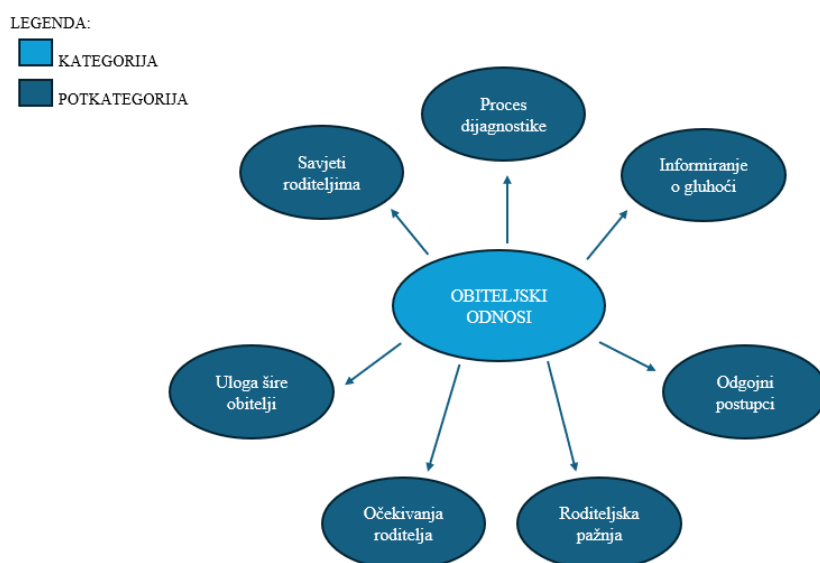 LEGENDA:
KATEGORIJA
POTKATEGORIJA
Proces
dijagnostike
Savjeti
roditeljima
Informiranje
o gluhoći
OBITELJSKI
ODNOSI
Uloga šire
obitelji
Odgojni
postupci
Očekivanja
roditelja
Roditeljska
pažnja